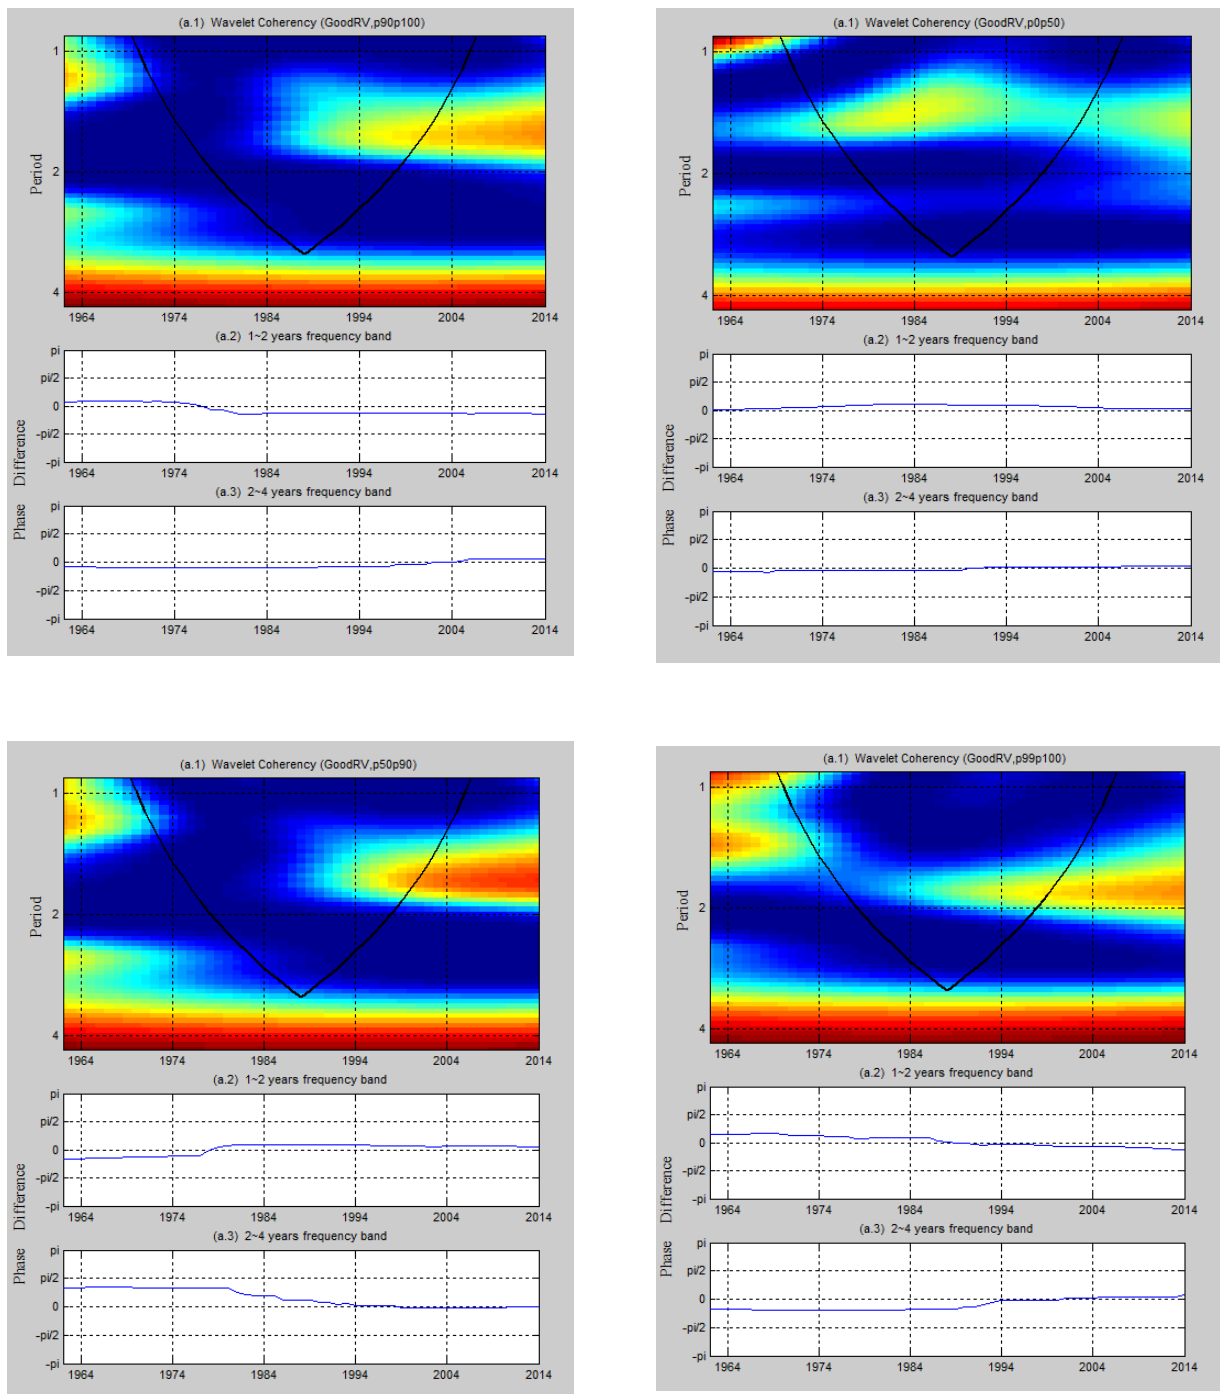 (a.1) Wavelet Coherency (GoodRV,p90p100)
1
2
4
Period
1964 1974 1984 1994 2004 2014
(a.2) 1~2 years frequency band
pi
pi/2
0
-pi/2
-pi
1964 1974 1984 1994 2004 2014
(a.3) 2~4 years frequency band
pi
pi/2
0
-pi/2
-pi
1964 1974 1984 1994 2004 2014
Phase Difference
(a.1) Wavelet Coherency (GoodRV,p0p50)
1
2
4
Period
1964 1974 1984 1994 2004 2014
(a.2) 1~2 years frequency band
pi
pi/2
0
-pi/2
-pi
1964 1974 1984 1994 2004 2014
(a.3) 2~4 years frequency band
pi
pi/2
0
-pi/2
-pi
1964 1974 1984 1994 2004 2014
Phase Difference
(a.1) Wavelet Coherency (GoodRV,p50p90)
1
2
4
Period
1964 1974 1984 1994 2004 2014
(a.2) 1~2 years frequency band
pi
pi/2
0
-pi/2
-pi
1964 1974 1984 1994 2004 2014
(a.3) 2~4 years frequency band
pi
pi/2
0
-pi/2
-pi
1964 1974 1984 1994 2004 2014
Phase Difference
(a.1) Wavelet Coherency (GoodRV,p99p100)
1
2
4
Period
1964 1974 1984 1994 2004 2014
(a.2) 1~2 years frequency band
pi
pi/2
0
-pi/2
-pi
1964 1974 1984 1994 2004 2014
(a.3) 2~4 years frequency band
pi
pi/2
0
-pi/2
-pi
1964 1974 1984 1994 2004 2014
Phase Difference